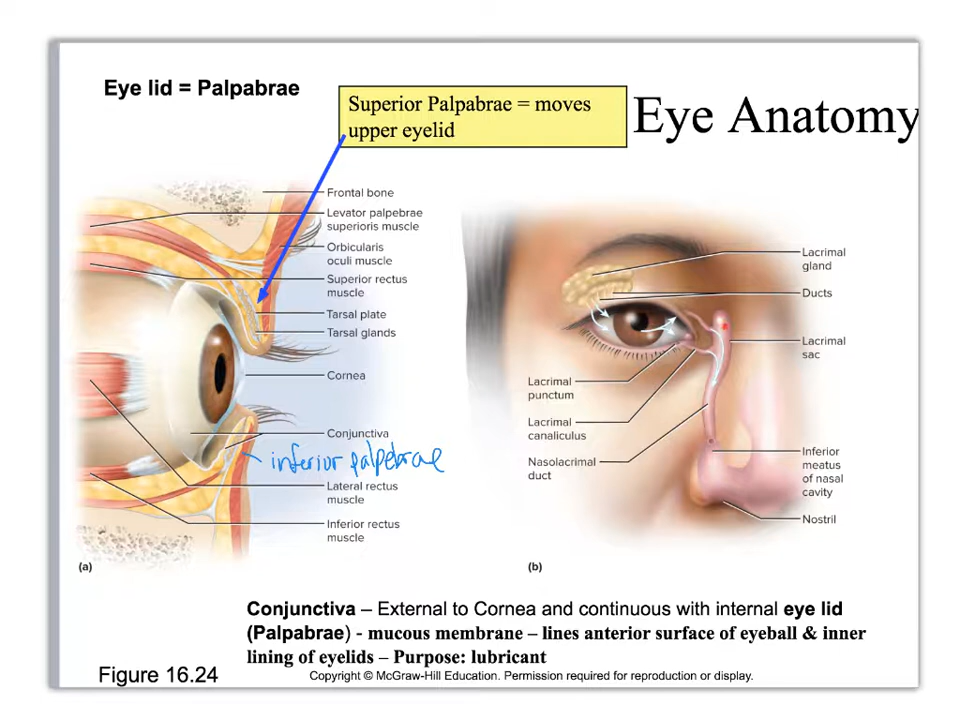 Eye lid = Palpabrae
Superior Palpabrae = moves
upper eyelid
Eye Anatomy
Frontal bone
Levator palpebrae
superioris muscle
Orbicularis
oculi muscle
Superior rectus
muscle
Tarsal plate
Tarsal glands
Cornea
Conjunctiva
inferior palpebrae
Lateral rectus
muscle
Inferior rectus
muscle
(a)
Lacrimal
gland
Ducts
Lacrimal
sac
Lacrimal
punctum
Lacrimal
canaliculus
Nasolacrimal
duct
Inferior
meatus
of nasal
cavity
Nostril
(b)
Conjunctiva – External to Cornea and continuous with internal eye lid
(Palpabrae) - mucous membrane – lines anterior surface of eyeball & inner
lining of eyelids – Purpose: lubricant
Figure 16.24
Copyright © McGraw-Hill Education. Permission required for reproduction or display.